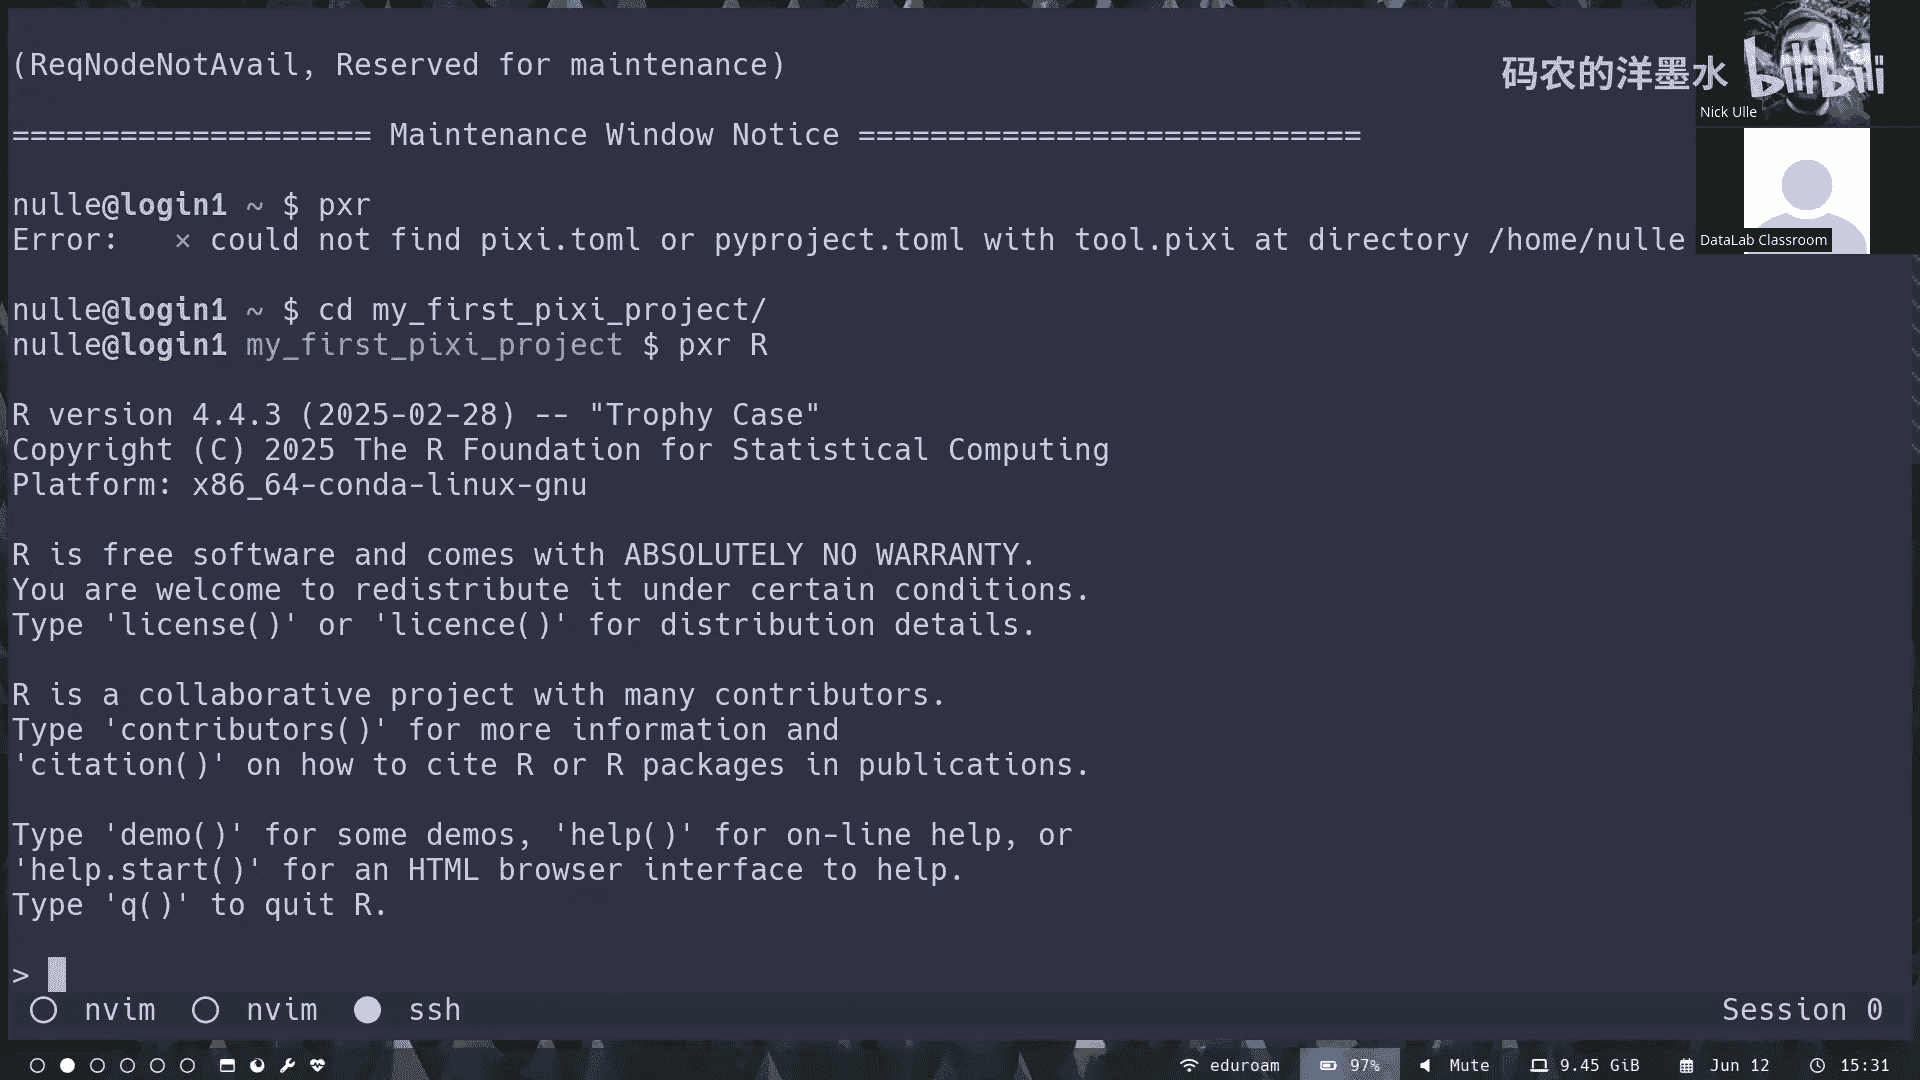 (ReqNodeNotAvail, Reserved for maintenance)
==================== Maintenance Window Notice ============================
nulle@login1 ~ $ pxr
Error:   × could not find pixi.toml or pyproject.toml with tool.pixi at directory /home/nulle
nulle@login1 ~ $ cd my_first_pixi_project/
nulle@login1 my_first_pixi_project $ pxr R
R version 4.4.3 (2025-02-28) -- "Trophy Case"
Copyright (C) 2025 The R Foundation for Statistical Computing
Platform: x86_64-conda-linux-gnu
R is free software and comes with ABSOLUTELY NO WARRANTY.
You are welcome to redistribute it under certain conditions.
Type 'license()' or 'licence()' for distribution details.
R is a collaborative project with many contributors.
Type 'contributors()' for more information and
'citation()' on how to cite R or R packages in publications.
Type 'demo()' for some demos, 'help()' for on-line help, or
'help.start()' for an HTML browser interface to help.
Type 'q()' to quit R.
>
nvim nvim ssh Session 0
eduroam 97% Mute 9.45 GiB Jun 12 15:31
码农的洋墨水 bilibili
Nick Ulle
DataLab Classroom